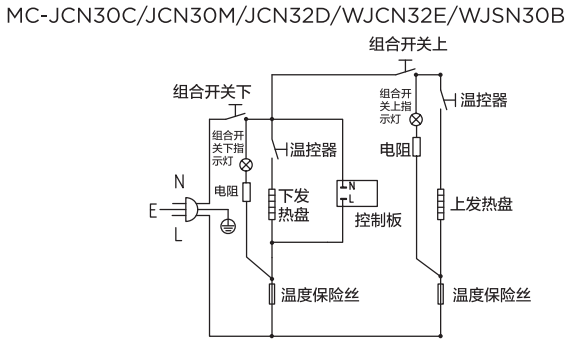 MC-JCN30C/JCN30M/JCN32D/WJCN32E/WJSN30B
组合开关上
组合开关下
组合开
关上指
示灯
温控器
组合开
关下指
示灯
电阻
温控器
电阻
N
E
L
下发
热盘
N
L
控制板
上发热盘
温度保险丝
温度保险丝